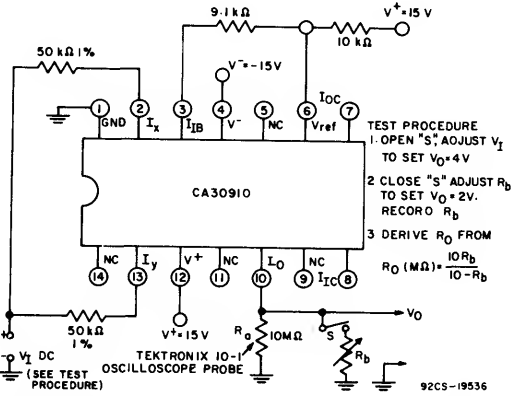 9.1 kΩ
V⁺=15 V
50 kΩ 1%
10 kΩ
V⁻=-15V
1
2
3
4
5
6
7
GND
Ix
IIB
V⁻
NC
Vref
IOC
CA3091D
NC
Iy
V⁺
NC
IO
NC
IIC
14
13
12
11
10
9
8
TEST PROCEDURE
1. OPEN "S", ADJUST VI
TO SET VO=4V
2 CLOSE "S" ADJUST Rb
TO SET VO=2V.
RECORD Rb
3 DERIVE RO FROM
RO (MΩ)= 10Rb
10-Rb
50kΩ
1%
V⁺=15V
VO
Ra
10MΩ
S
Rb
+
-
VI DC
(SEE TEST
PROCEDURE)
TEKTRONIX 10-1
OSCILLOSCOPE PROBE
92CS-19536